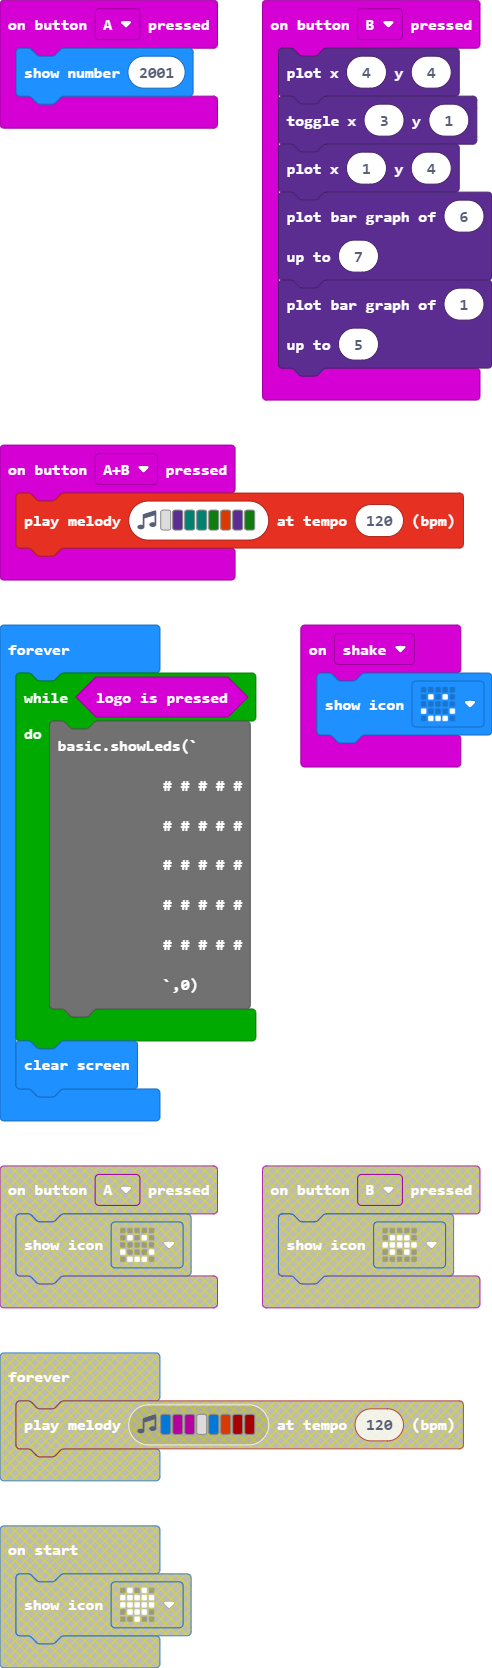 on button A pressed
show number 2001
on button B pressed
plot x 4 y 4
toggle x 3 y 1
plot x 1 y 4
plot bar graph of 6
up to 7
plot bar graph of 1
up to 5
on button A+B pressed
play melody at tempo 120 (bpm)
forever
while logo is pressed
do
basic.showLeds(`
# # # # #
# # # # #
# # # # #
# # # # #
# # # # #
`,0)
clear screen
on shake
show icon
on button A pressed
show icon
on button B pressed
show icon
forever
play melody at tempo 120 (bpm)
on start
show icon